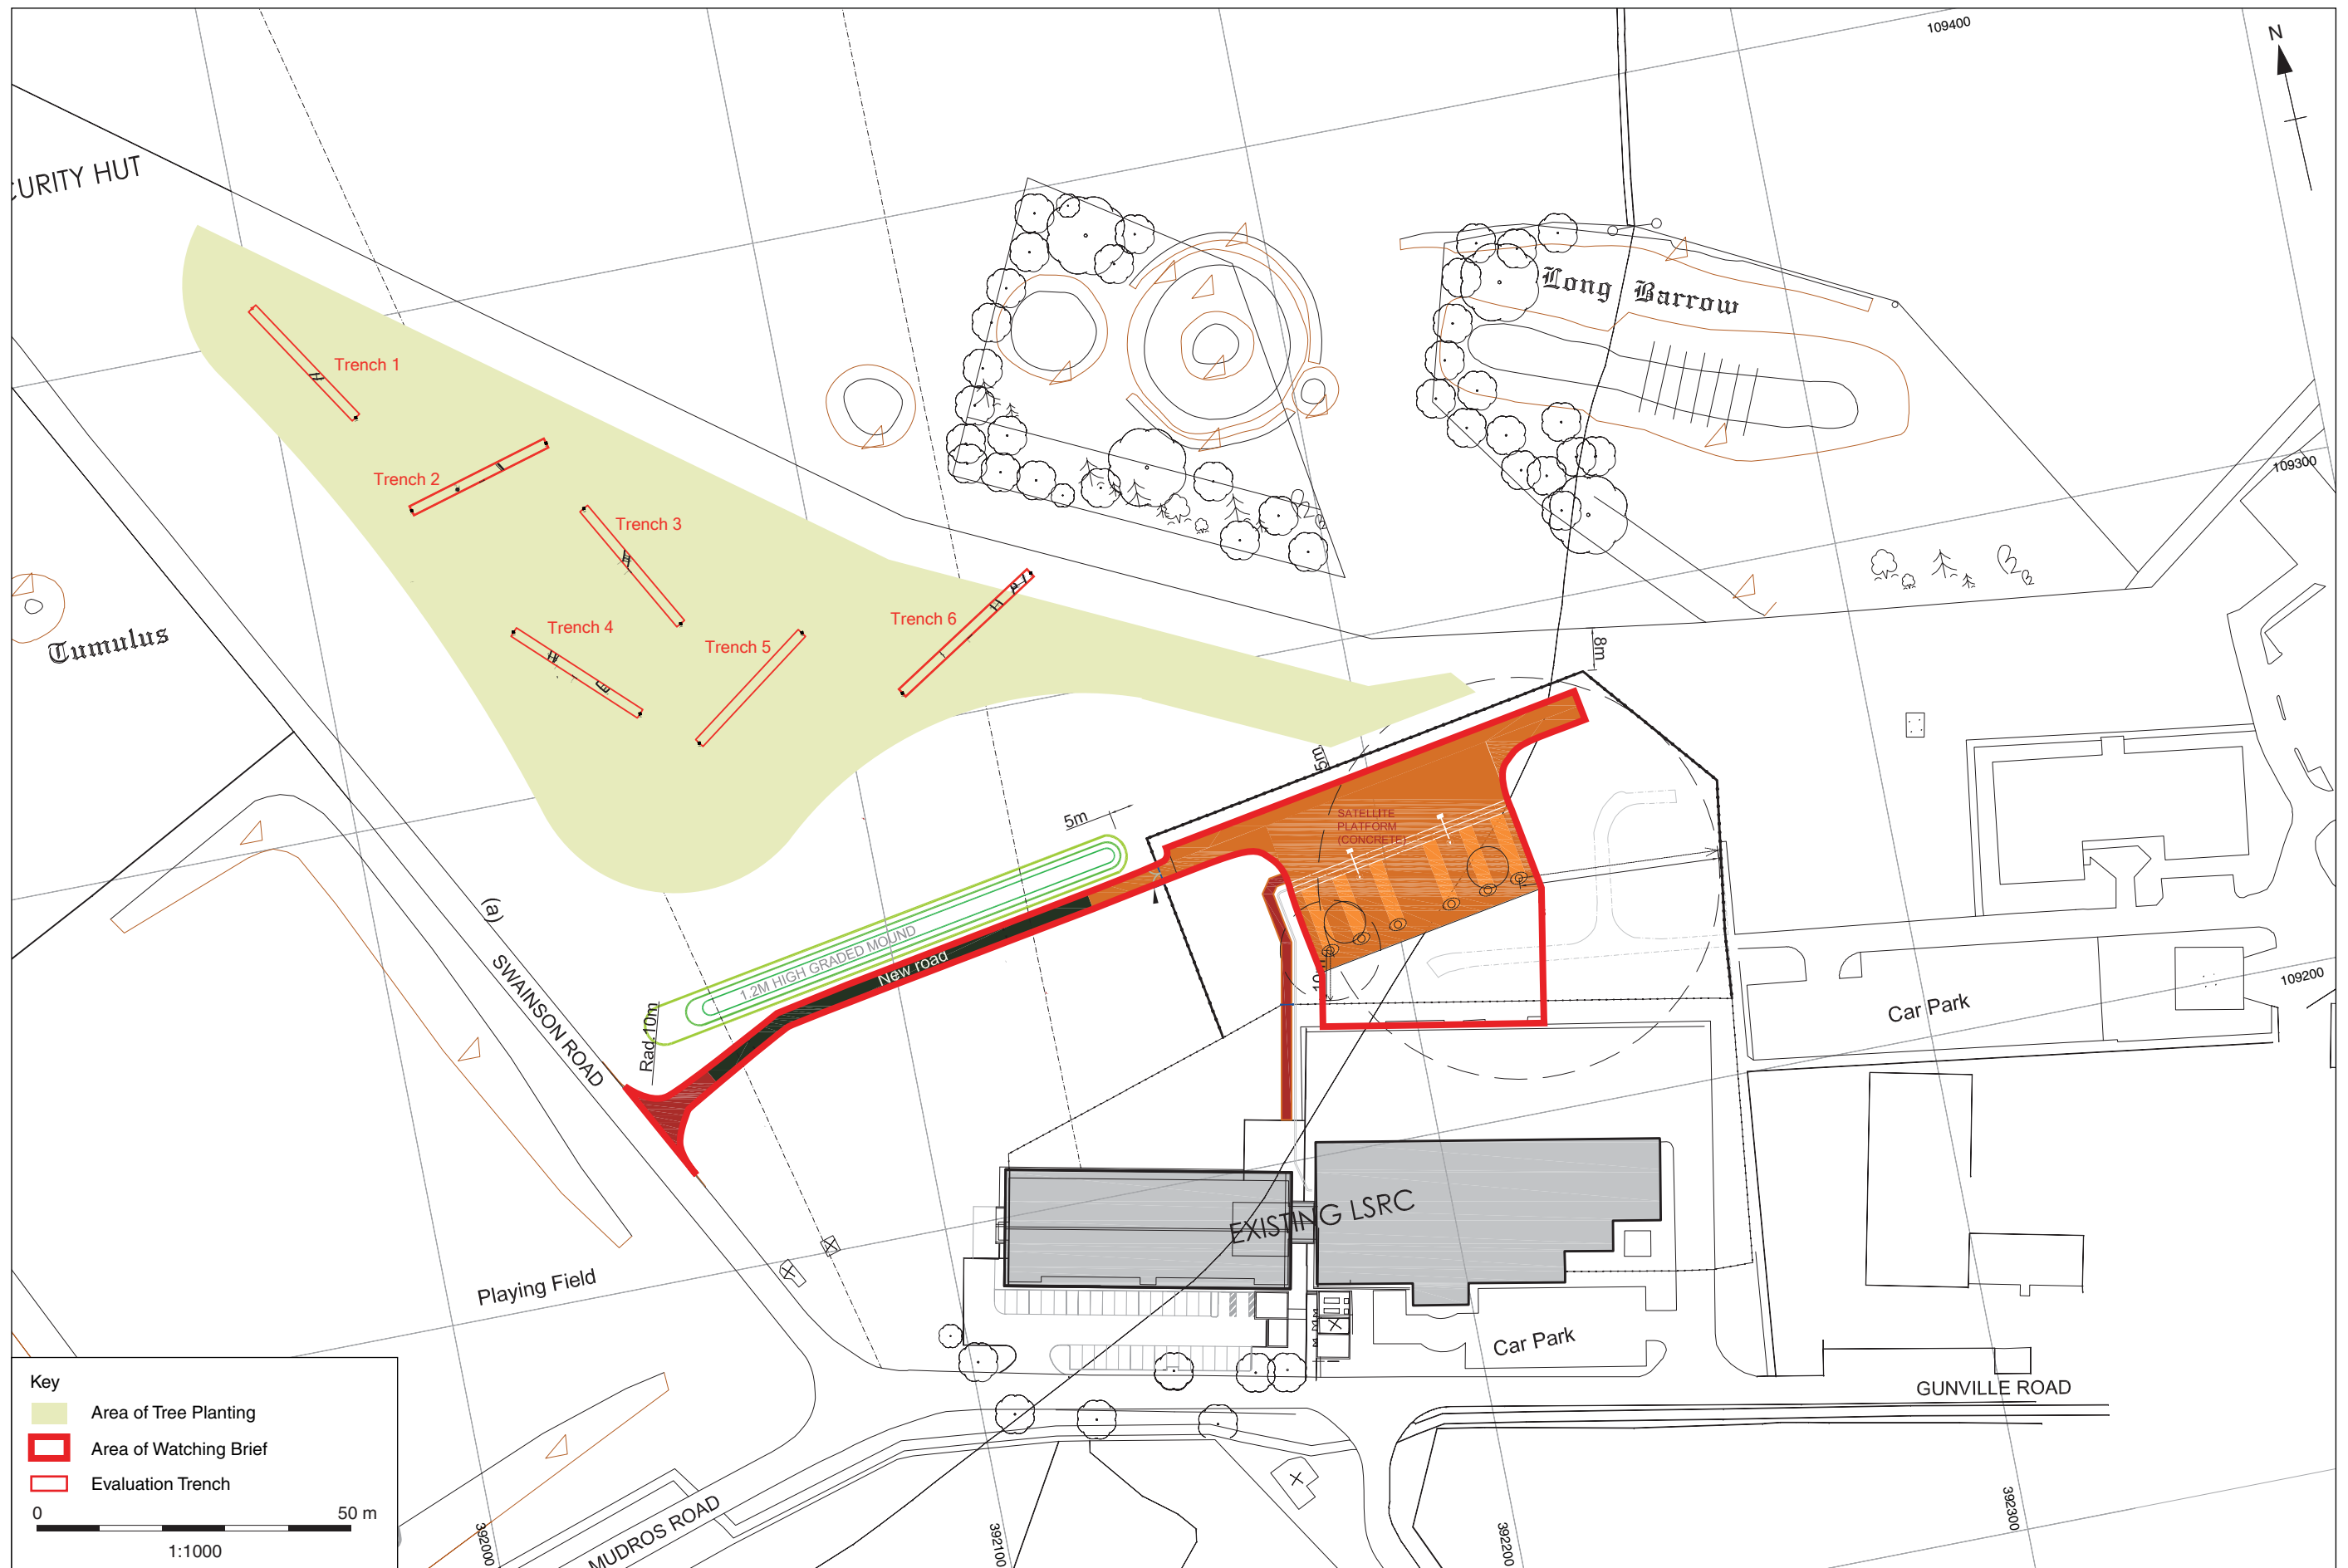 109400
N
CURITY HUT
Long Barrow
Trench 1
Trench 2
109300
Trench 3
Trench 6
Trench 4
Trench 5
Tumulus
8m
5m
SATELLITE
PLATFORM
(CONCRETE)
5m
(a)
1.2M HIGH GRADED MOUND
New road
SWAINSON ROAD
Rad. 10m
109200
Car Park
EXISTING LSRC
Playing Field
Car Park
GUNVILLE ROAD
MUDROS ROAD
392000
392100
392200
392300
Key
Area of Tree Planting
Area of Watching Brief
Evaluation Trench
0 50 m
1:1000